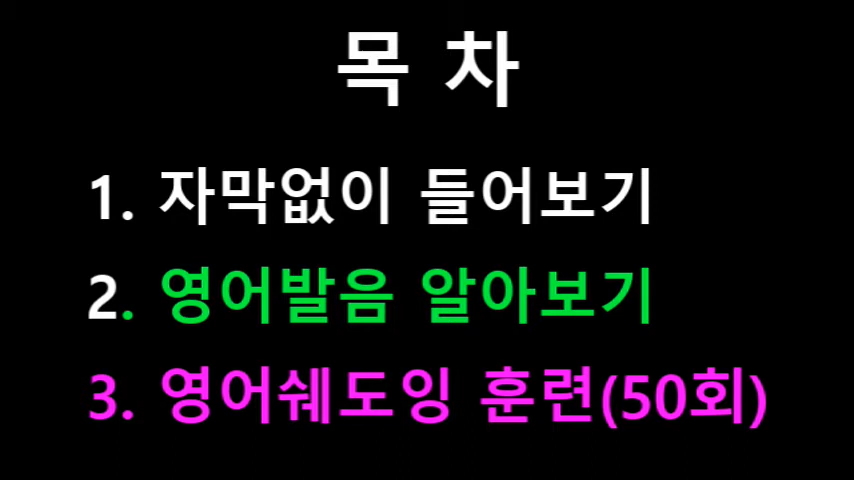 목 차
1. 자막없이 들어보기
2. 영어발음 알아보기
3. 영어쉐도잉 훈련(50회)